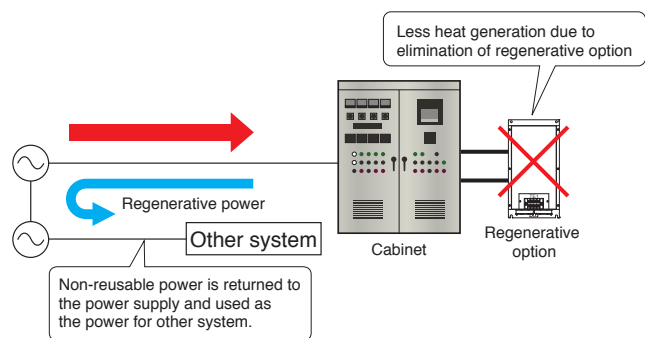 Less heat generation due to
elimination of regenerative option
Regenerative power
Other system
Cabinet
Regenerative
option
Non-reusable power is returned to
the power supply and used as
the power for other system.